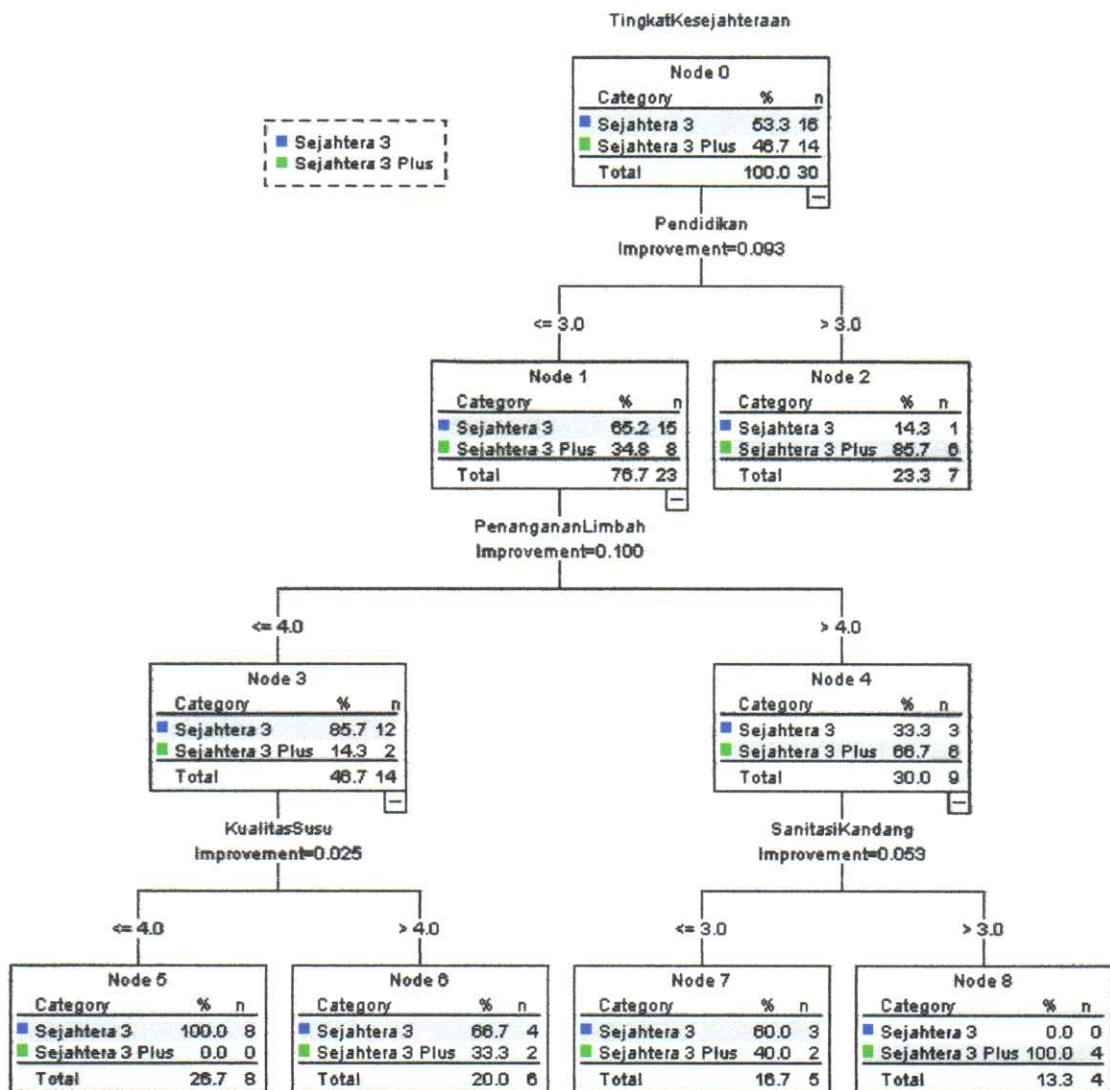 TingkatKesejahteraan
Sejahtera 3
Sejahtera 3 Plus
Node 0
Category % n
Sejahtera 3 53.3 16
Sejahtera 3 Plus 46.7 14
Total 100.0 30
Pendidikan
Improvement=0.093
<= 3.0
> 3.0
Node 1
Category % n
Sejahtera 3 65.2 15
Sejahtera 3 Plus 34.8 8
Total 76.7 23
Node 2
Category % n
Sejahtera 3 14.3 1
Sejahtera 3 Plus 85.7 6
Total 23.3 7
PenangananLimbah
Improvement=0.100
<= 4.0
> 4.0
Node 3
Category % n
Sejahtera 3 85.7 12
Sejahtera 3 Plus 14.3 2
Total 46.7 14
Node 4
Category % n
Sejahtera 3 33.3 3
Sejahtera 3 Plus 66.7 6
Total 30.0 9
KualitasSusu
Improvement=0.025
SanitasiKandang
Improvement=0.053
<= 4.0
> 4.0
<= 3.0
> 3.0
Node 5
Category % n
Sejahtera 3 100.0 8
Sejahtera 3 Plus 0.0 0
Total 26.7 8
Node 6
Category % n
Sejahtera 3 66.7 4
Sejahtera 3 Plus 33.3 2
Total 20.0 6
Node 7
Category % n
Sejahtera 3 60.0 3
Sejahtera 3 Plus 40.0 2
Total 16.7 5
Node 8
Category % n
Sejahtera 3 0.0 0
Sejahtera 3 Plus 100.0 4
Total 13.3 4